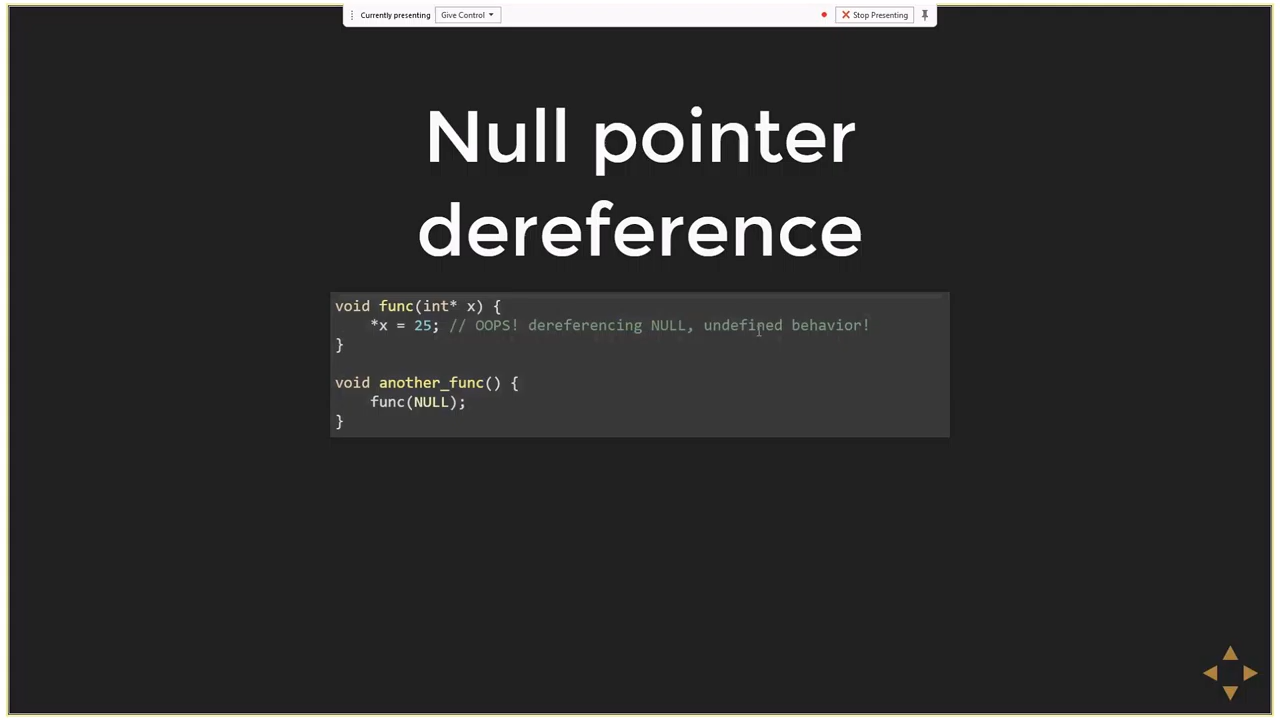 Currently presenting Give Control Stop Presenting
Null pointer
dereference
void func(int* x) {
    *x = 25; // OOPS! dereferencing NULL, undefined behavior!
}
void another_func() {
    func(NULL);
}